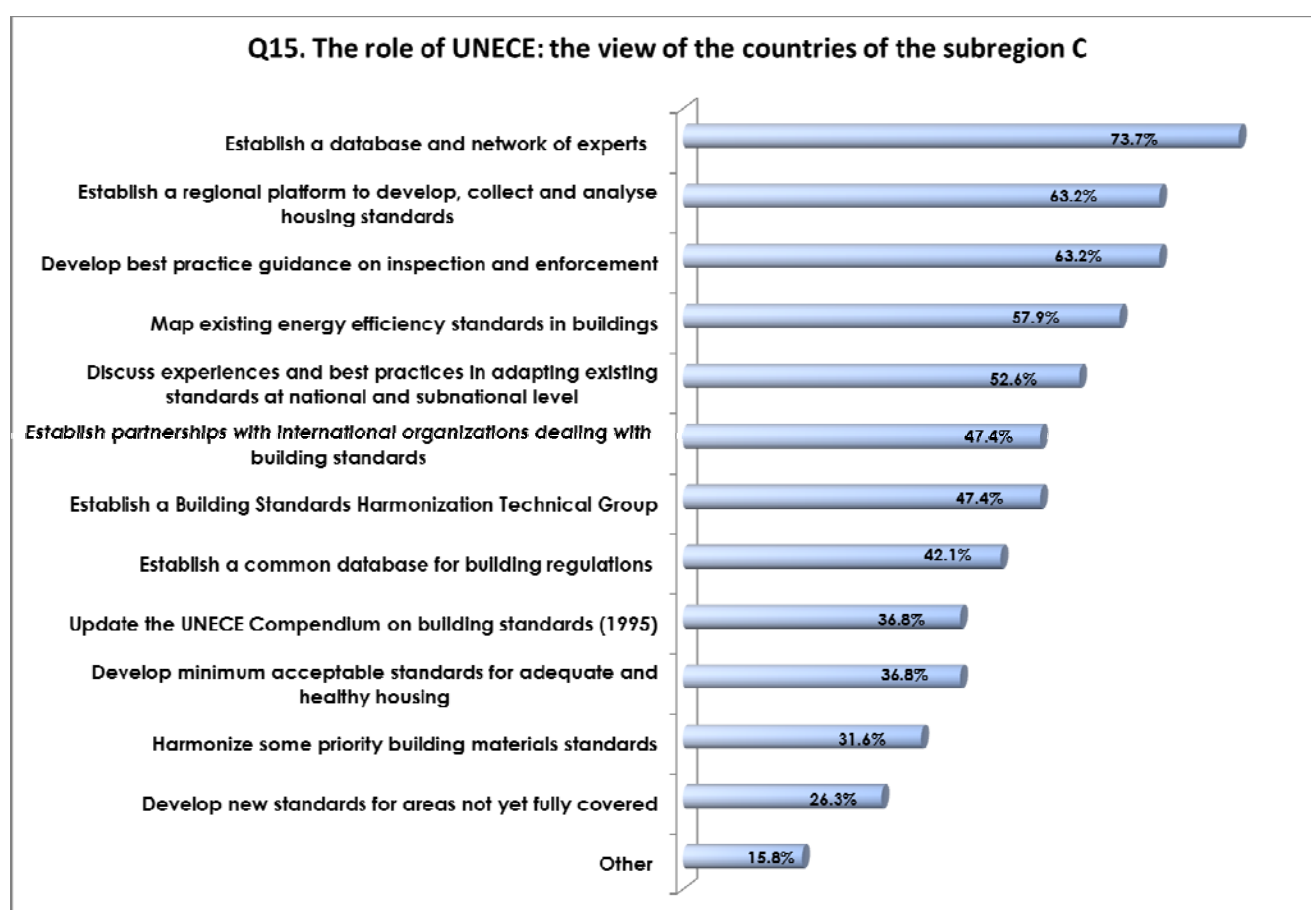 Q15. The role of UNECE: the view of the countries of the subregion C
Establish a database and network of experts
73.7%
Establish a regional platform to develop, collect and analyse
housing standards
63.2%
Develop best practice guidance on inspection and enforcement
63.2%
Map existing energy efficiency standards in buildings
57.9%
Discuss experiences and best practices in adapting existing
standards at national and subnational level
52.6%
Establish partnerships with international organizations dealing with
building standards
47.4%
Establish a Building Standards Harmonization Technical Group
47.4%
Establish a common database for building regulations
42.1%
Update the UNECE Compendium on building standards (1995)
36.8%
Develop minimum acceptable standards for adequate and
healthy housing
36.8%
Harmonize some priority building materials standards
31.6%
Develop new standards for areas not yet fully covered
26.3%
Other
15.8%